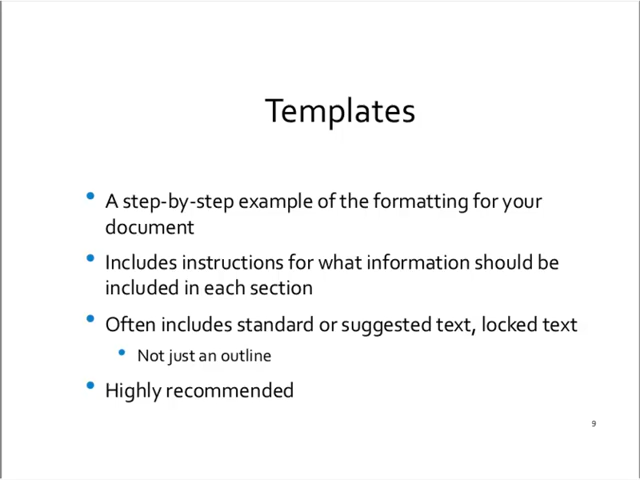 Templates
• A step-by-step example of the formatting for your
document
• Includes instructions for what information should be
included in each section
• Often includes standard or suggested text, locked text
• Not just an outline
• Highly recommended
9